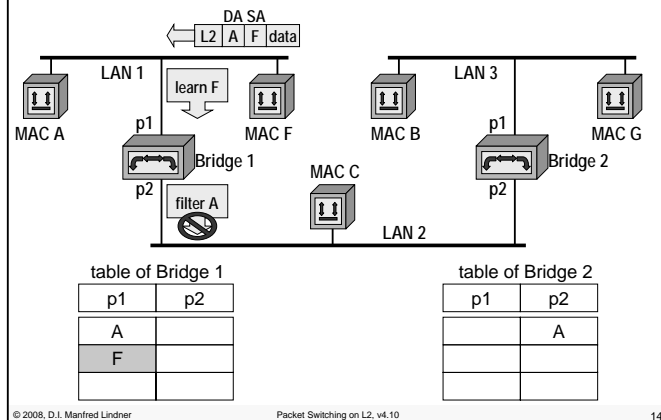 DA SA
L2 A F data
LAN 1
LAN 3
learn F
MAC A
p1
MAC F
MAC B
p1
MAC G
Bridge 1
Bridge 2
MAC C
p2
p2
filter A
LAN 2
table of Bridge 1
table of Bridge 2
p1 p2
p1 p2
A
A
F
© 2008, D.I. Manfred Lindner
Packet Switching on L2, v4.10
14